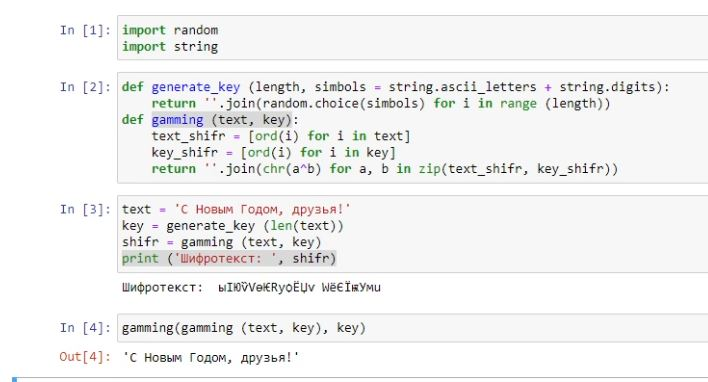 In [1]: import random
import string
In [2]: def generate_key (length, simbols = string.ascii_letters + string.digits):
return ''.join(random.choice(simbols) for i in range (length))
def gamming (text, key):
text_shifr = [ord(i) for i in text]
key_shifr = [ord(i) for i in key]
return ''.join(chr(a^b) for a, b in zip(text_shifr, key_shifr))
In [3]: text = 'С Новым Годом, друзья!'
key = generate_key (len(text))
shifr = gamming (text, key)
print ('Шифротекст: ', shifr)
Шифротекст:
In [4]: gamming(gamming (text, key), key)
Out[4]: 'С Новым Годом, друзья!'